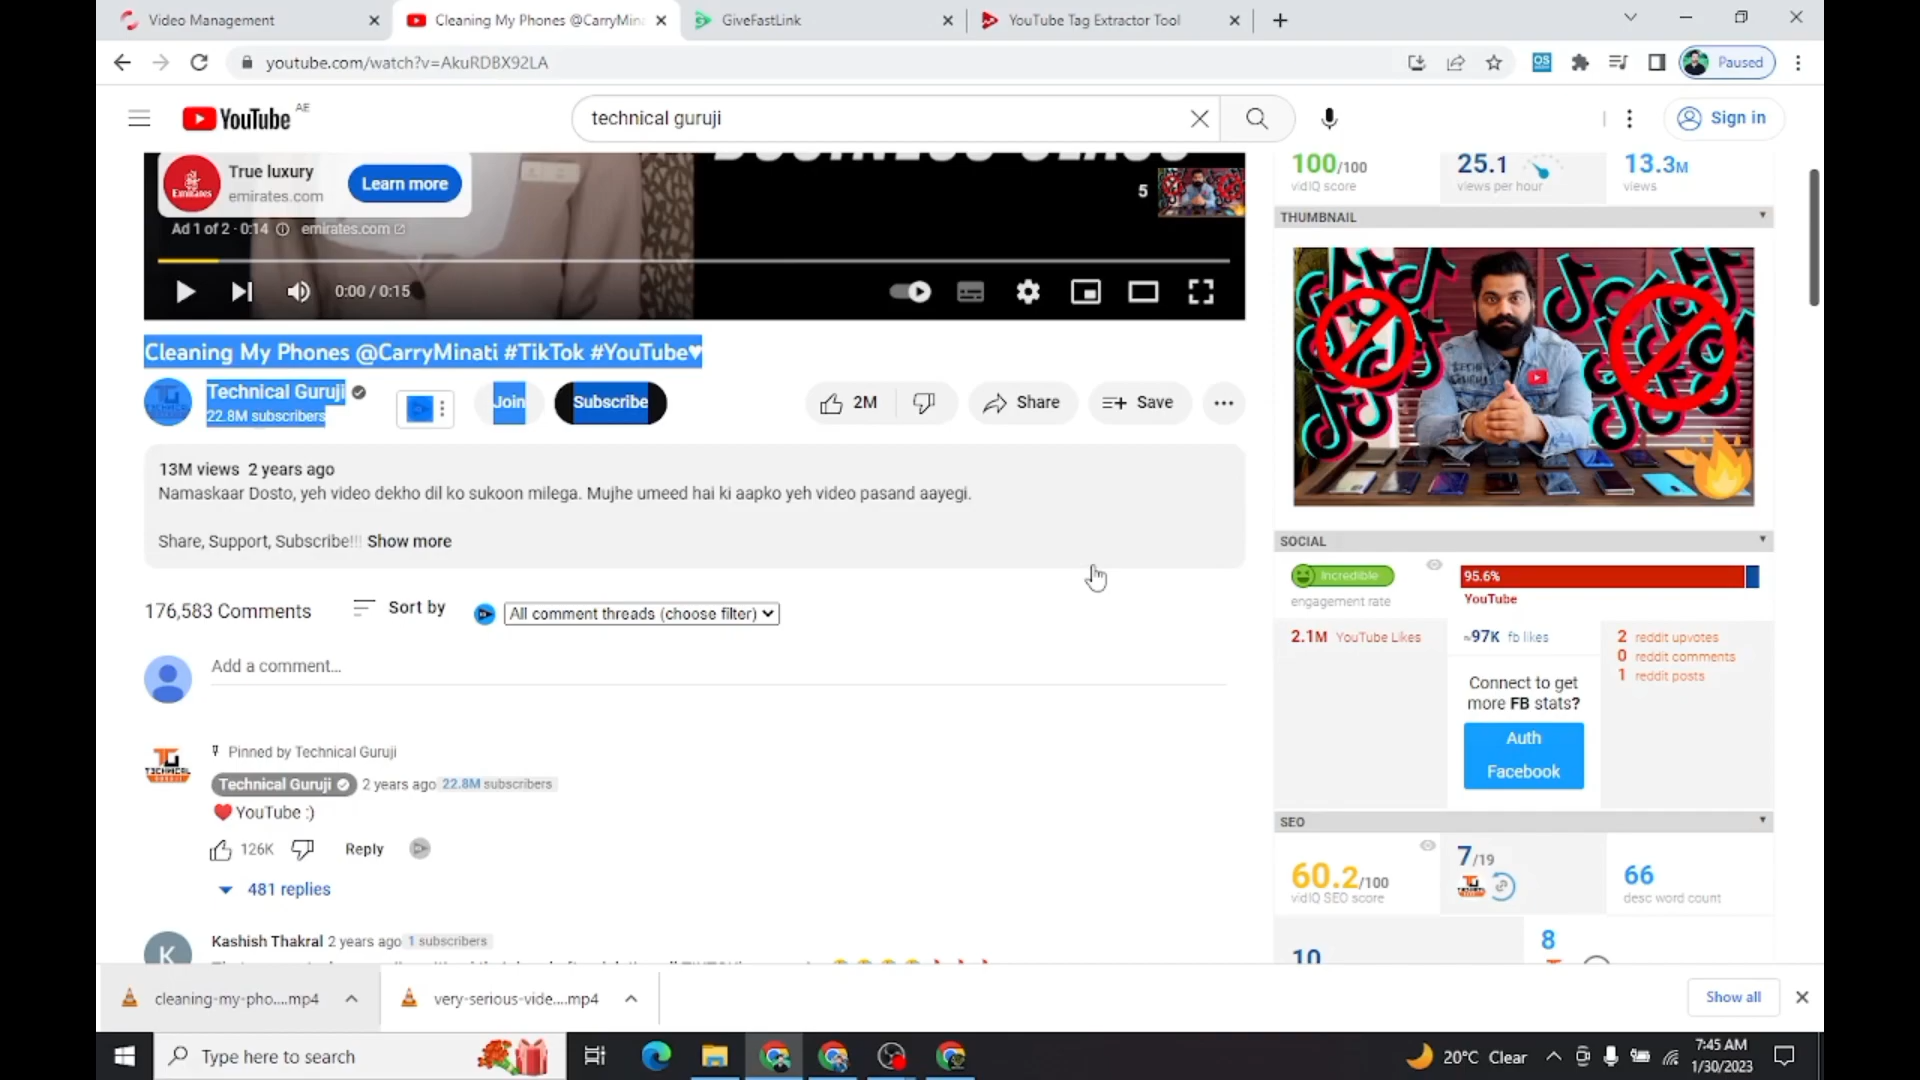 Video Management
Cleaning My Phones @CarryMin
GiveFastLink
YouTube Tag Extractor Tool
youtube.com/watch?v=AkuRDBX92LA
OS
Paused
YouTube AE
technical guruji
Sign in
True luxury
emirates.com
Learn more
Emirates
BUSINESS CLASS
5
Ad 1 of 2 · 0:14 emirates.com
0:00 / 0:15
Cleaning My Phones @CarryMinati #TikTok #YouTube♥
Technical Guruji
22.8M subscribers
Join
Subscribe
2M
Share
Save
13M views 2 years ago
Namaskaar Dosto, yeh video dekho dil ko sukoon milega. Mujhe umeed hai ki aapko yeh video pasand aayegi.
Share, Support, Subscribe!!! Show more
176,583 Comments
Sort by
All comment threads (choose filter)
Add a comment...
Pinned by Technical Guruji
TECHNICAL
Technical Guruji 2 years ago 22.8M subscribers
❤️ YouTube :)
126K
Reply
481 replies
K
Kashish Thakral 2 years ago 1 subscribers
100/100
vidIQ score
25.1
views per hour
13.3M
views
THUMBNAIL
SOCIAL
Incredible
engagement rate
95.6%
YouTube
2.1M YouTube Likes
≈97K fb likes
Connect to get
more FB stats?
Auth
Facebook
2 reddit upvotes
0 reddit comments
1 reddit posts
SEO
60.2/100
vidIQ SEO score
7/19
66
desc word count
10
8
cleaning-my-pho....mp4
very-serious-vide....mp4
Show all
Type here to search
20°C Clear
7:45 AM
1/30/2023